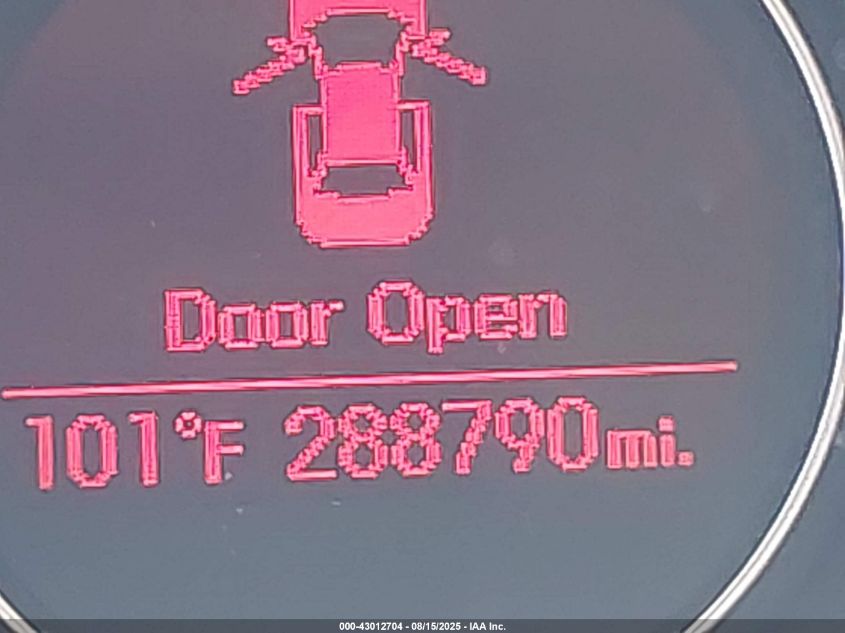 Door Open
101°F 288790mi.
000-43012704 - 08/15/2025 - IAA Inc.